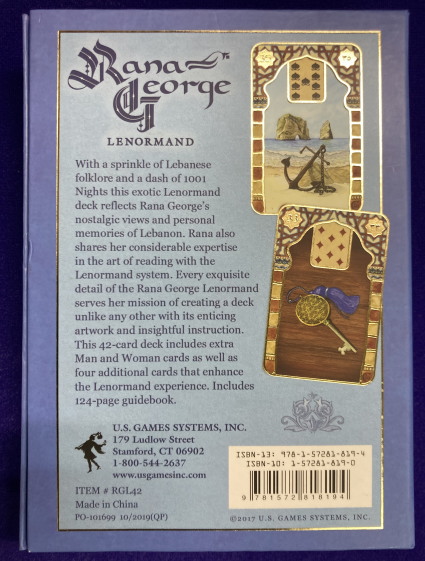 Rana
George
LENORMAND
With a sprinkle of Lebanese
folklore and a dash of 1001
Nights this exotic Lenormand
deck reflects Rana George's
nostalgic views and personal
memories of Lebanon. Rana also
shares her considerable expertise
in the art of reading with the
Lenormand system. Every exquisite
detail of the Rana George Lenormand
serves her mission of creating a deck
unlike any other with its enticing
artwork and insightful instruction.
This 42-card deck includes extra
Man and Woman cards as well as
four additional cards that enhance
the Lenormand experience. Includes
124-page guidebook.
U.S. GAMES SYSTEMS, INC.
179 Ludlow Street
Stamford, CT 06902
1-800-544-2637
www.usgamesinc.com
ITEM # RGL42
Made in China
PO-101699 10/2019(QP)
35
33
ISBN-13: 978-1-57281-819-4
ISBN-10: 1-57281-819-0
9 781572 818194
©2017 U.S. GAMES SYSTEMS, INC.